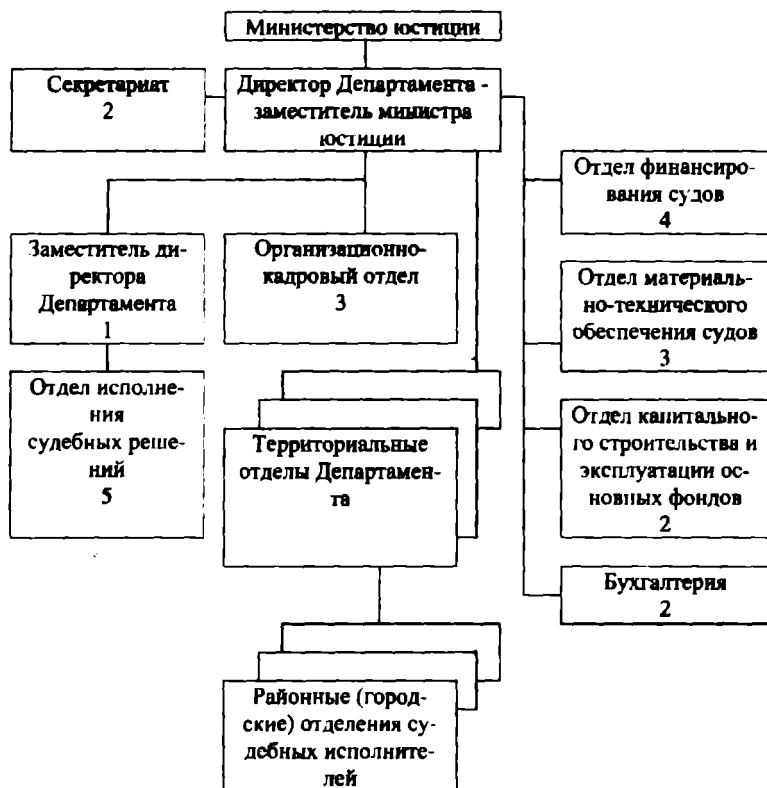 Министерство юстиции
Секретариат
2
Директор Департамента -
заместитель министра
юстиции
Отдел финансиро-
вания судов
4
Заместитель ди-
ректора
Департамента
1
Организационно-
кадровый отдел
3
Отдел материаль-
но-технического
обеспечения судов
3
Отдел исполне-
ния
судебных реше-
ний
5
Территориальные
отделы Департамен-
та
Отдел капитально-
го строительства и
эксплуатации ос-
новных фондов
2
Бухгалтерия
2
Районные (город-
ские) отделения су-
дебных исполните-
лей